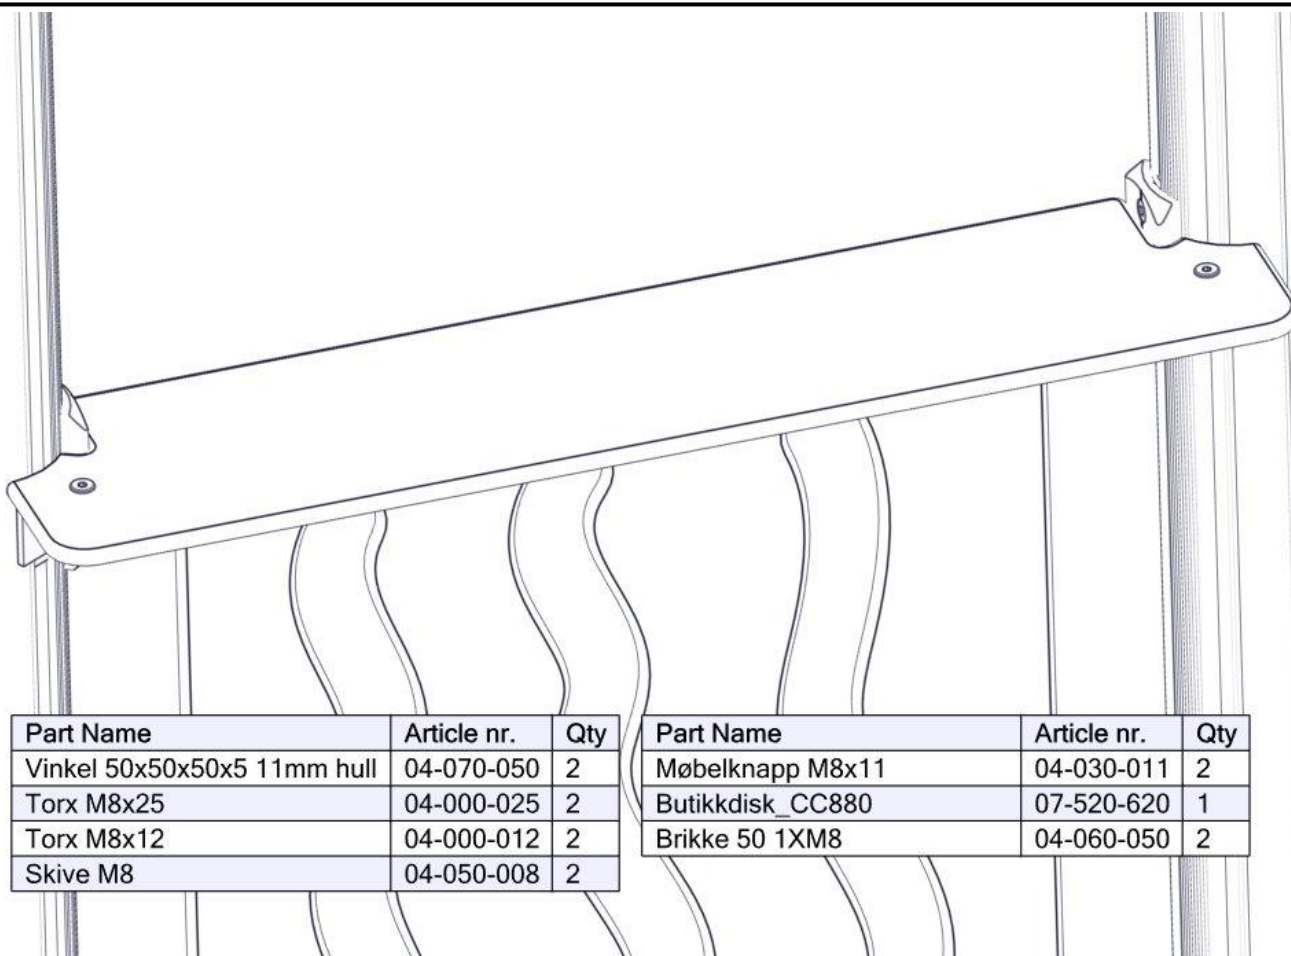 Part Name Article nr. Qty
Vinkel 50x50x50x5 11mm hull 04-070-050 2
Torx M8x25 04-000-025 2
Torx M8x12 04-000-012 2
Skive M8 04-050-008 2
Part Name Article nr. Qty
Møbelknapp M8x11 04-030-011 2
Butikkdisk_CC880 07-520-620 1
Brikke 50 1XM8 04-060-050 2